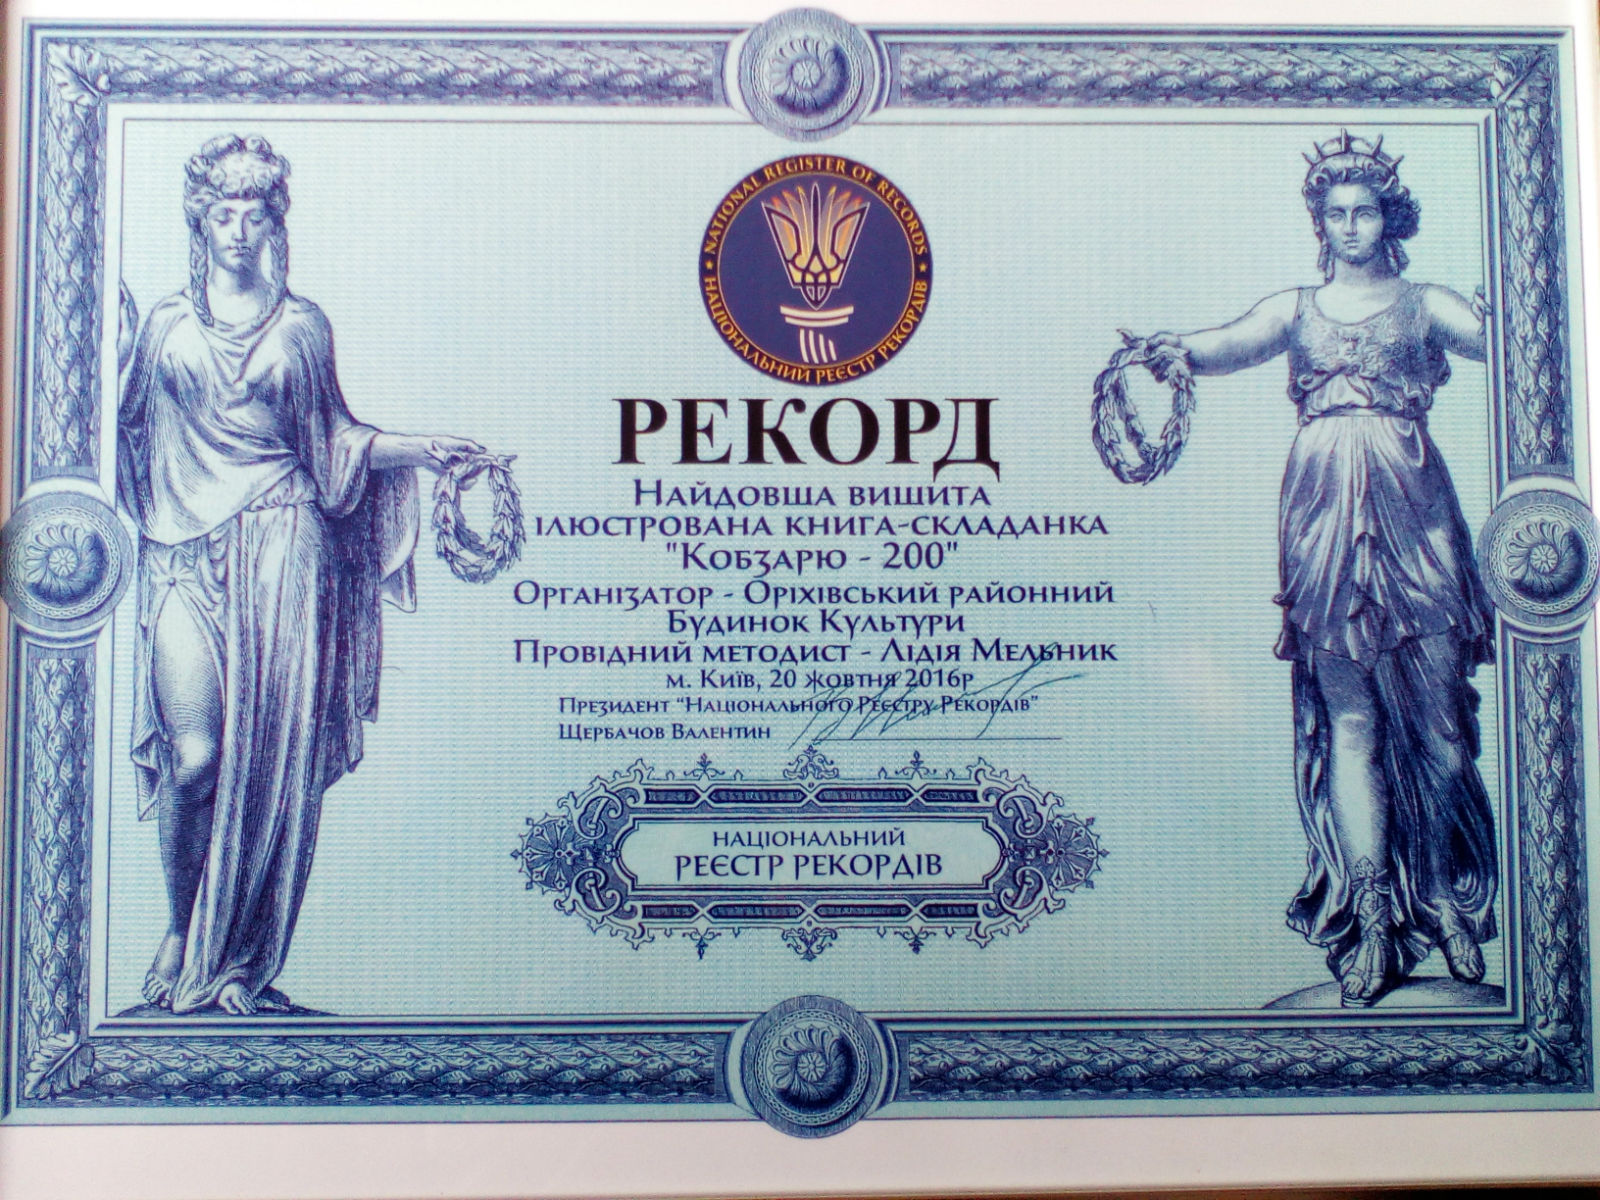 ★ NATIONAL REGISTER OF RECORDS ★
НАЦІОНАЛЬНИЙ РЕЄСТР РЕКОРДІВ
РЕКОРД
Найдовша вишита
ілюстрована книга-складанка
"Кобзарю - 200"
Організатор - Оріхівський районний
Будинок Культури
Провідний методист - Лідія Мельник
м. Київ, 20 жовтня 2016р
Президент “Національного Реєстру Рекордів”
Щербачов Валентин
НАЦІОНАЛЬНИЙ
РЕЄСТР РЕКОРДІВ